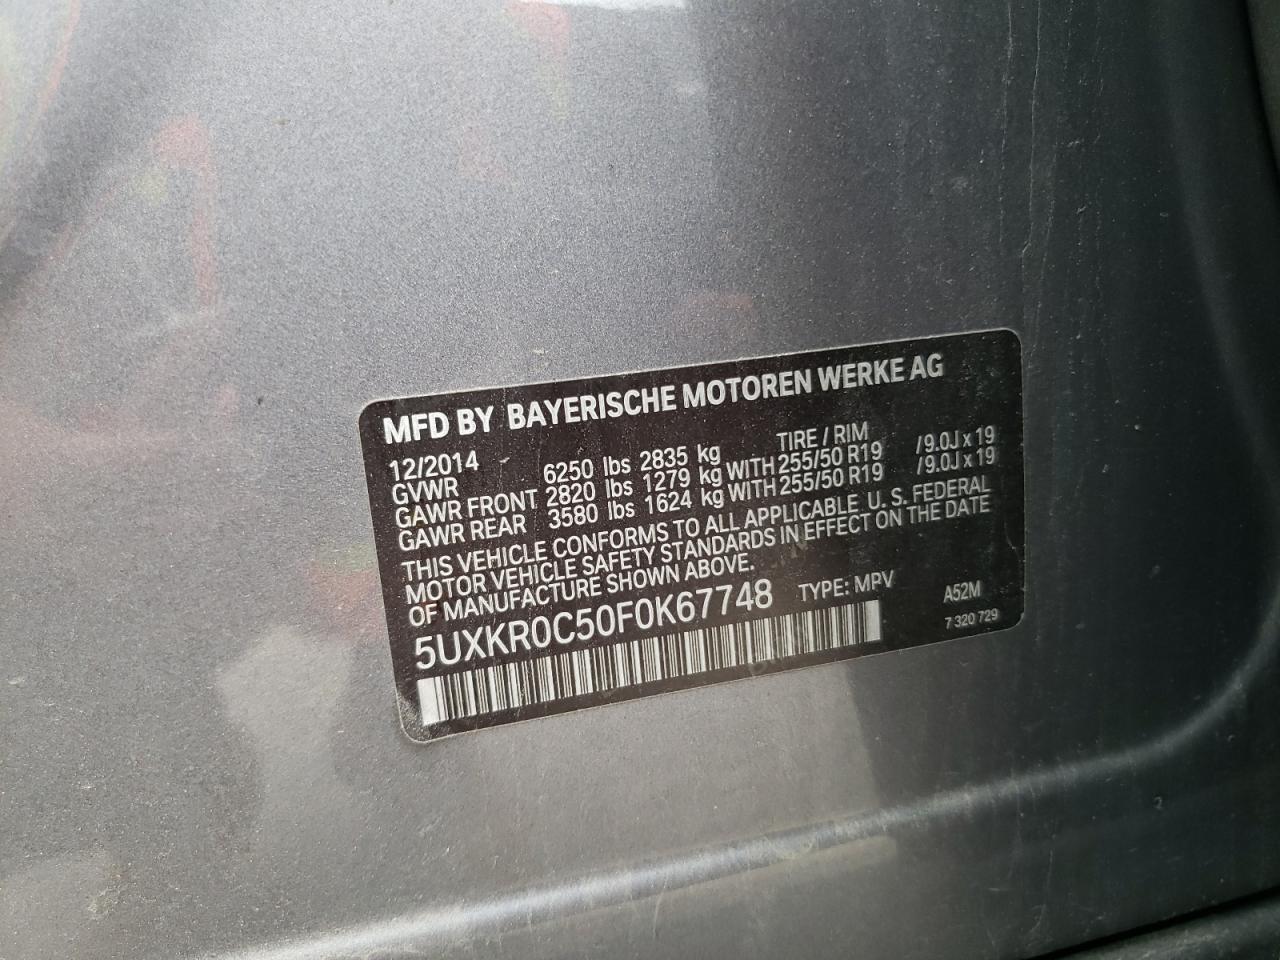 MFD BY BAYERISCHE MOTOREN WERKE AG
12/2014 TIRE / RIM
GVWR 6250 lbs 2835 kg
GAWR FRONT 2820 lbs 1279 kg WITH 255/50 R19 /9.0J x 19
GAWR REAR 3580 lbs 1624 kg WITH 255/50 R19 /9.0J x 19
THIS VEHICLE CONFORMS TO ALL APPLICABLE U. S. FEDERAL
MOTOR VEHICLE SAFETY STANDARDS IN EFFECT ON THE DATE
OF MANUFACTURE SHOWN ABOVE.
5UXKR0C50F0K67748 TYPE: MPV A52M
7 320 729